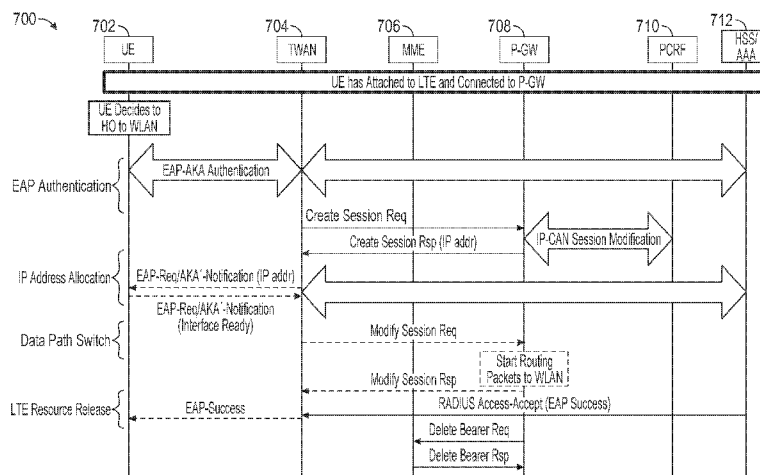 700
702
704
706
708
710
712
UE
TWAN
MME
P-GW
PCRF
HSS/
AAA
UE has Attached to LTE and Connected to P-GW
UE Decides to
HO to WLAN
EAP Authentication
EAP-AKA Authentication
Create Session Req
Create Session Rsp (IP addr)
IP-CAN Session Modification
IP Address Allocation
EAP-Req/AKA'-Notification (IP addr)
EAP-Req/AKA'-Notification
(Interface Ready)
Data Path Switch
Modify Session Req
Start Routing
Packets to WLAN
Modify Session Rsp
LTE Resource Release
EAP-Success
RADIUS Access-Accept (EAP Success)
Delete Bearer Req
Delete Bearer Rsp